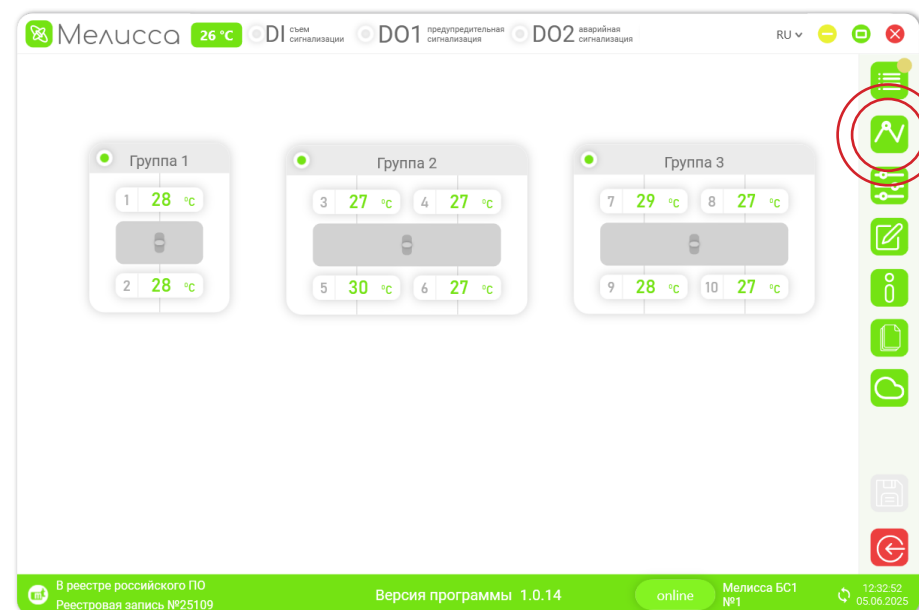 Мелисса 26 °C DI съем сигнализации DO1 предупредительная сигнализация DO2 аварийная сигнализация RU
Группа 1
1 28 °C
2 28 °C
Группа 2
3 27 °C 4 27 °C
5 30 °C 6 27 °C
Группа 3
7 29 °C 8 27 °C
9 28 °C 10 27 °C
В реестре российского ПО
Реестровая запись №25109
Версия программы 1.0.14
online
Мелисса БС1
№1
12:32:52
05.06.2025